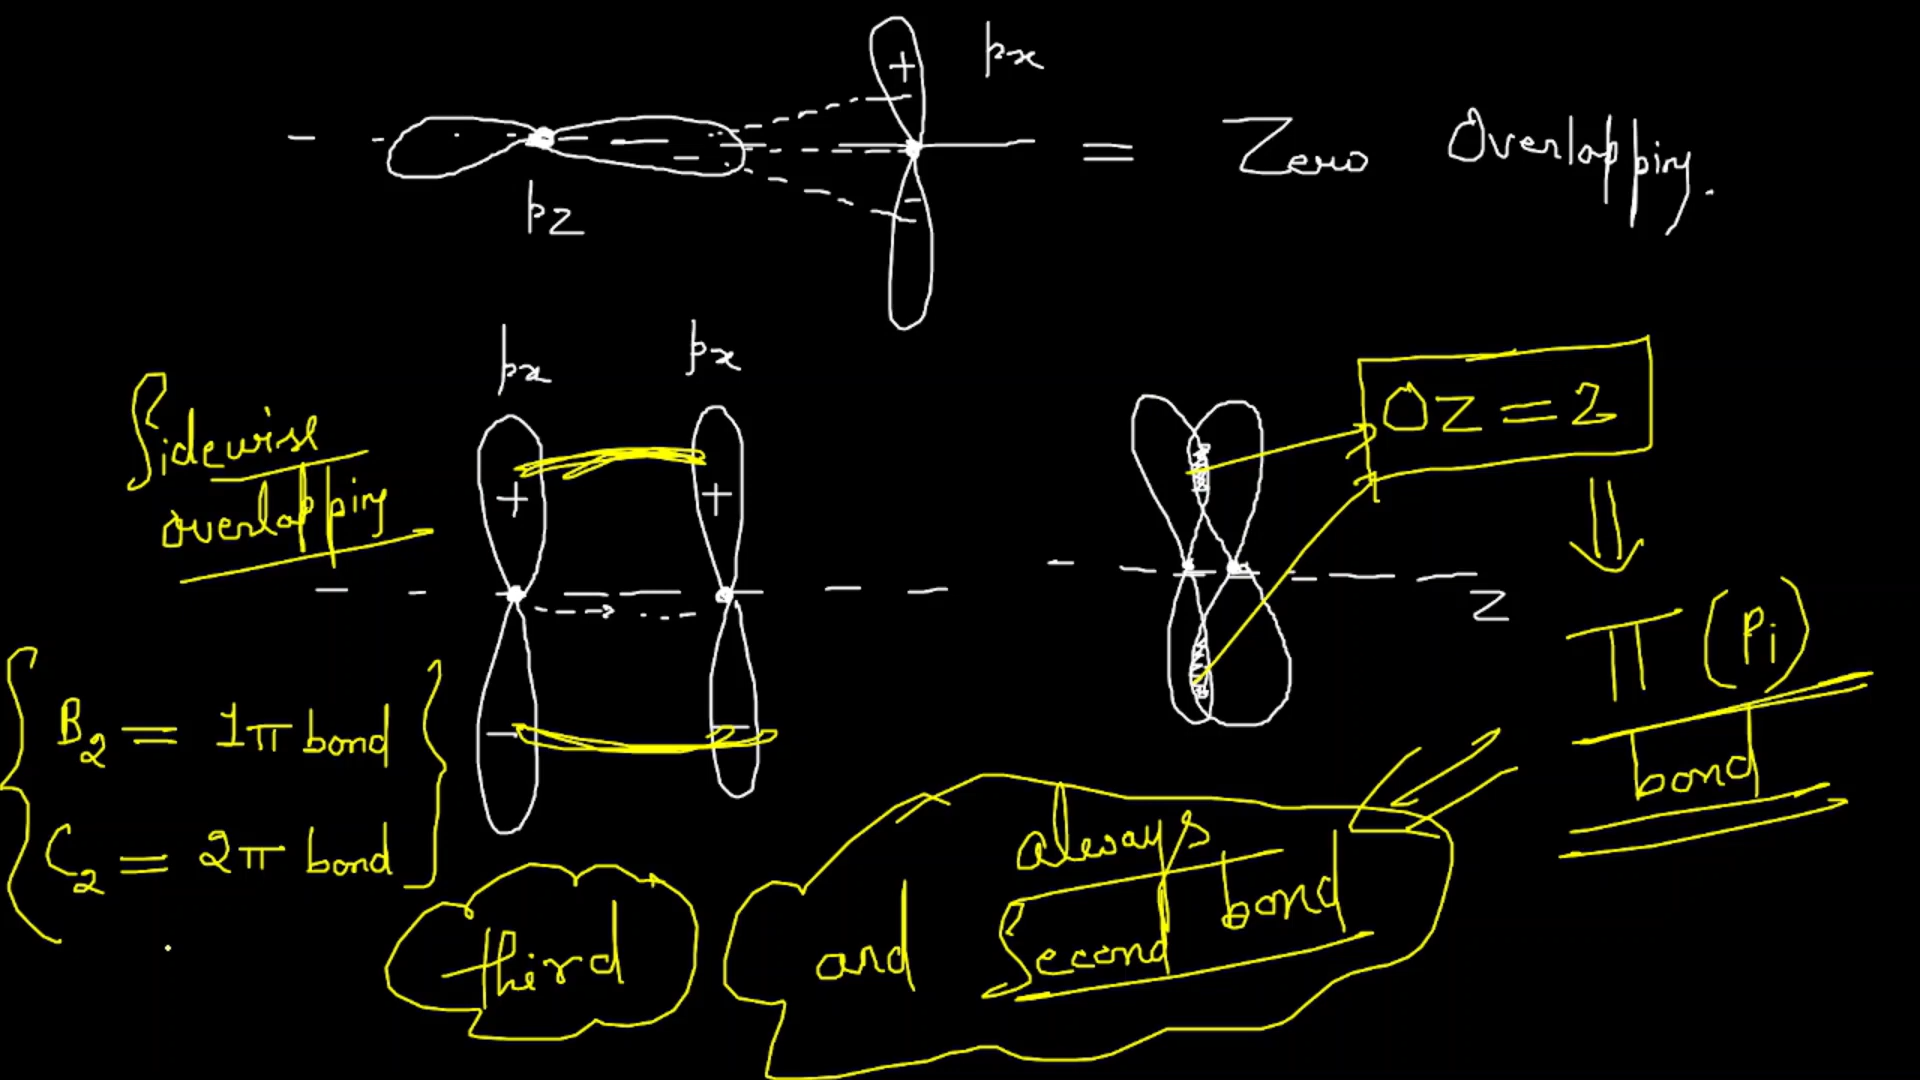 px
+
= Zero Overlapping.
pz
-
px px
Sidewise
overlapping
+ +
OZ = 2
Z
π (Pi)
bond
B2 = 1π bond
- -
C2 = 2π bond
always
third and Second bond